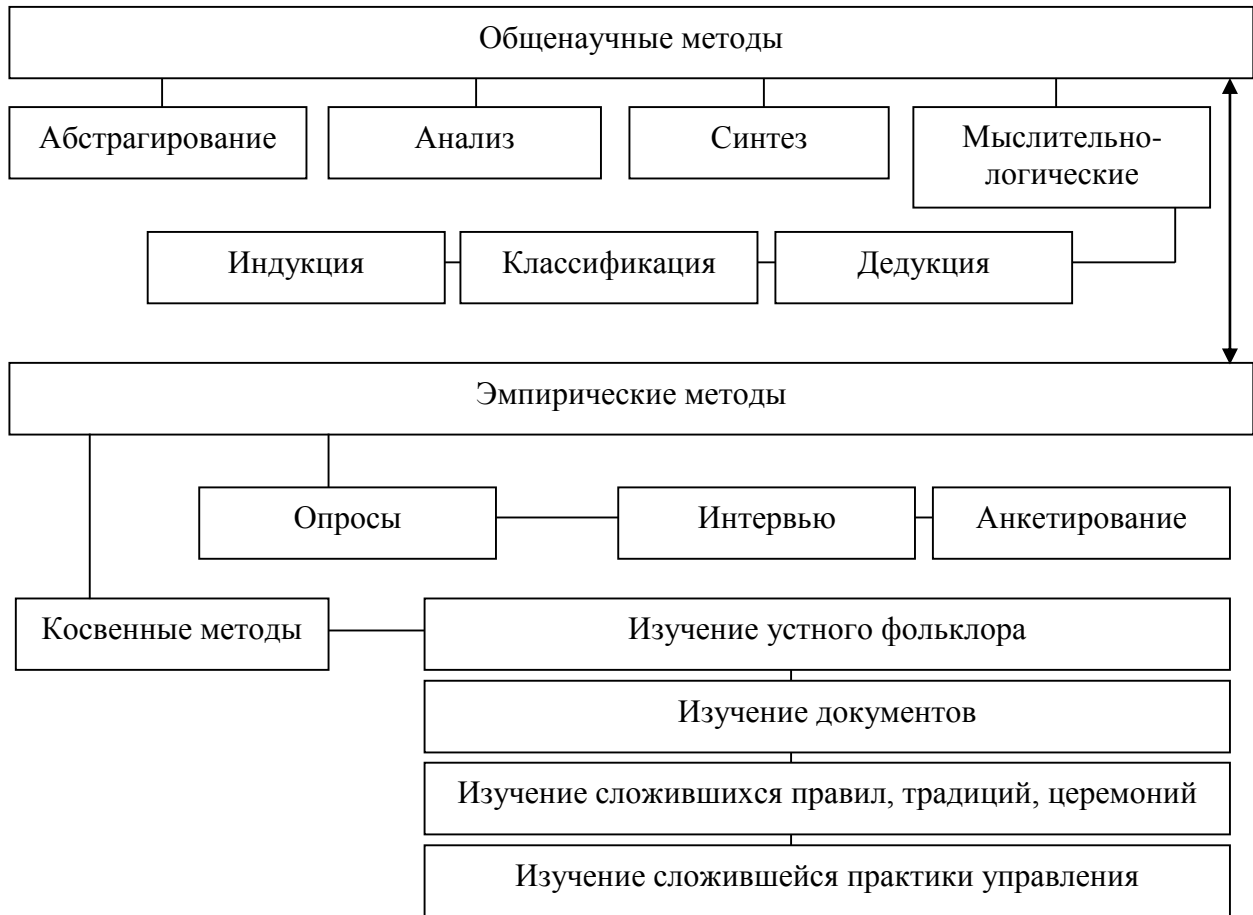 Общенаучные методы
Абстрагирование
Анализ
Синтез
Мыслительно-
логические
Индукция
Классификация
Дедукция
Эмпирические методы
Опросы
Интервью
Анкетирование
Косвенные методы
Изучение устного фольклора
Изучение документов
Изучение сложившихся правил, традиций, церемоний
Изучение сложившейся практики управления